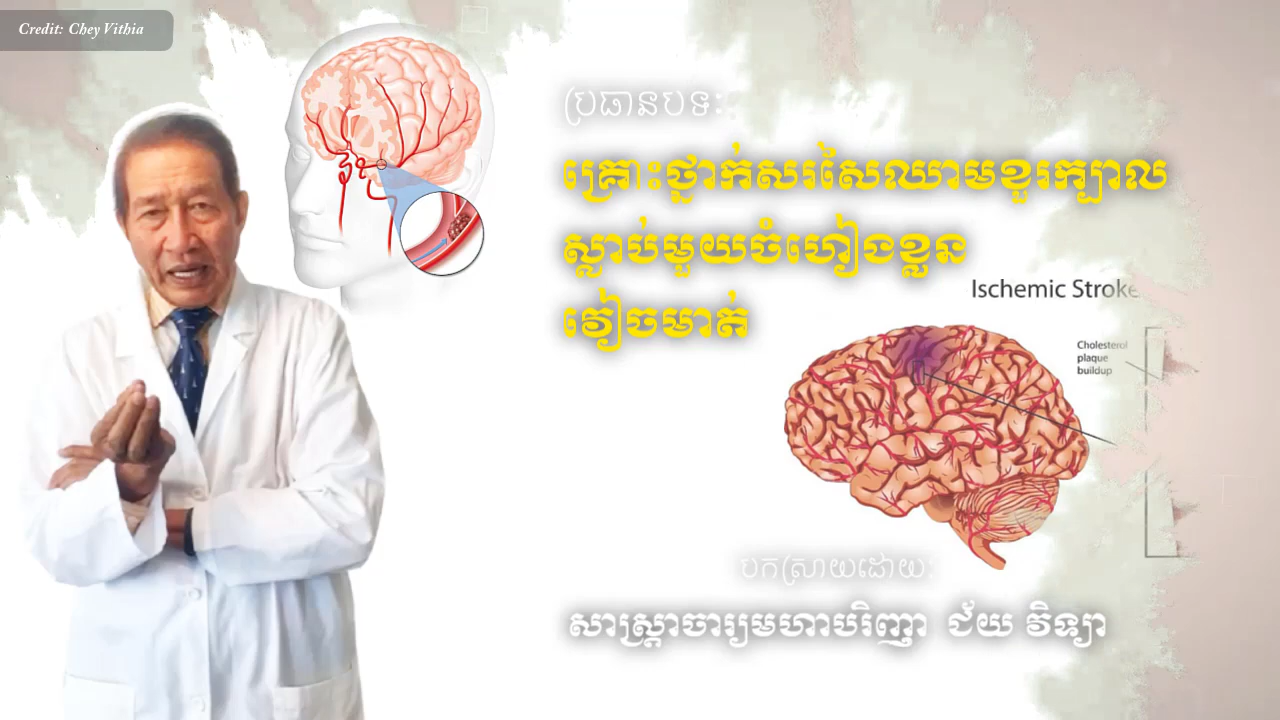 Credit: Chey Vithia
ប្រធានបទ:
គ្រោះថ្នាក់សរសៃឈាមខួរក្បាល
ស្លាប់មួយចំហៀងខ្លួន
វៀចមាត់
Ischemic Stroke
Cholesterol
plaque
buildup
បកស្រាយដោយ:
សាស្ត្រាចារ្យមហាបរិញ្ញា ជ័យ វិទ្យា